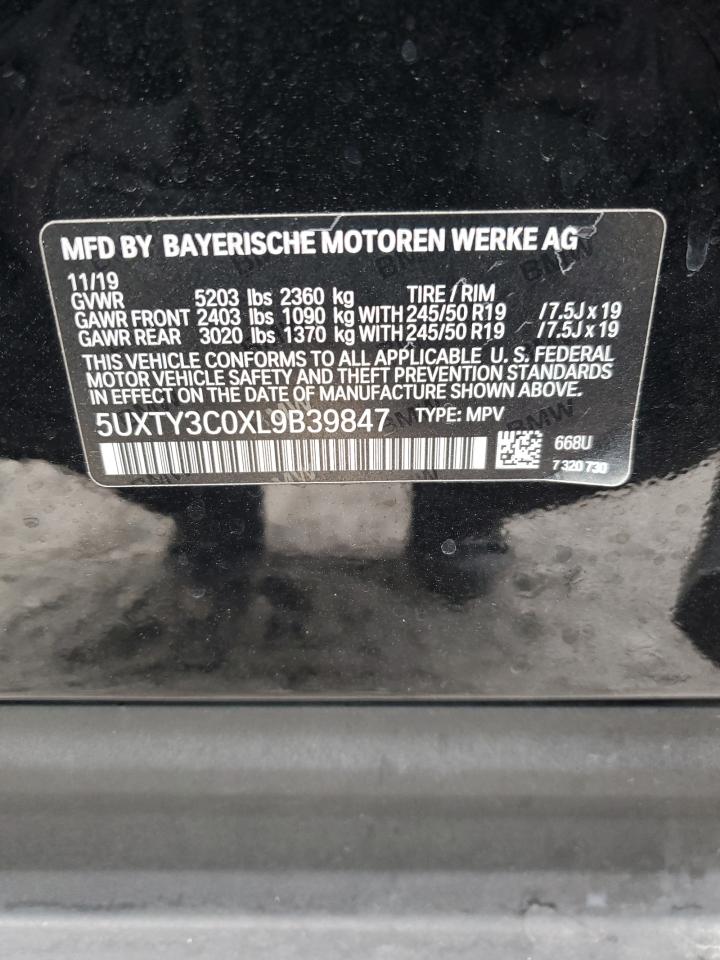 MFD BY BAYERISCHE MOTOREN WERKE AG
11/19
GVWR 5203 lbs 2360 kg TIRE / RIM
GAWR FRONT 2403 lbs 1090 kg WITH 245/50 R19 /7.5J x 19
GAWR REAR 3020 lbs 1370 kg WITH 245/50 R19 /7.5J x 19
THIS VEHICLE CONFORMS TO ALL APPLICABLE U. S. FEDERAL
MOTOR VEHICLE SAFETY AND THEFT PREVENTION STANDARDS
IN EFFECT ON THE DATE OF MANUFACTURE SHOWN ABOVE.
5UXTY3C0XL9B39847 TYPE: MPV
668U
7 320 730